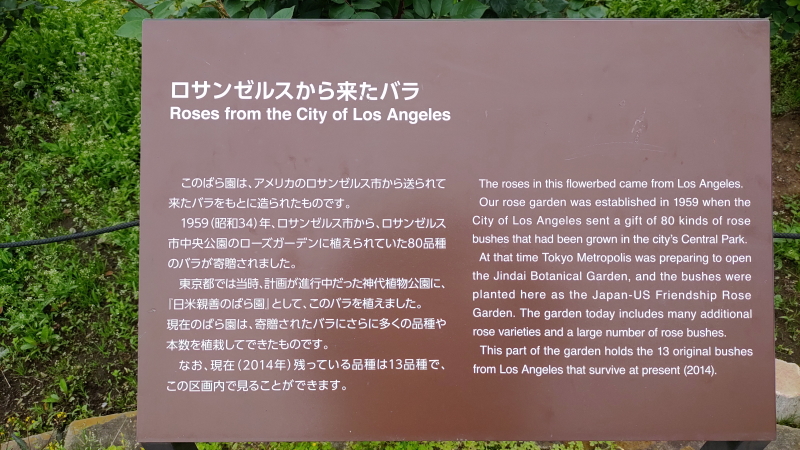 ロサンゼルスから来たバラ
Roses from the City of Los Angeles
このばら園は、アメリカのロサンゼルス市から送られて
来たバラをもとに造られたものです。
1959(昭和34)年、ロサンゼルス市から、ロサンゼルス
市中央公園のローズガーデンに植えられていた80品種
のバラが寄贈されました。
東京都では当時、計画が進行中だった神代植物公園に、
『日米親善のばら園』として、このバラを植えました。
現在のばら園は、寄贈されたバラにさらに多くの品種や
本数を植栽してできたものです。
なお、現在(2014年)残っている品種は13品種で、
この区画内で見ることができます。
The roses in this flowerbed came from Los Angeles.
Our rose garden was established in 1959 when the
City of Los Angeles sent a gift of 80 kinds of rose
bushes that had been grown in the city's Central Park.
At that time Tokyo Metropolis was preparing to open
the Jindai Botanical Garden, and the bushes were
planted here as the Japan-US Friendship Rose
Garden. The garden today includes many additional
rose varieties and a large number of rose bushes.
This part of the garden holds the 13 original bushes
from Los Angeles that survive at present (2014).